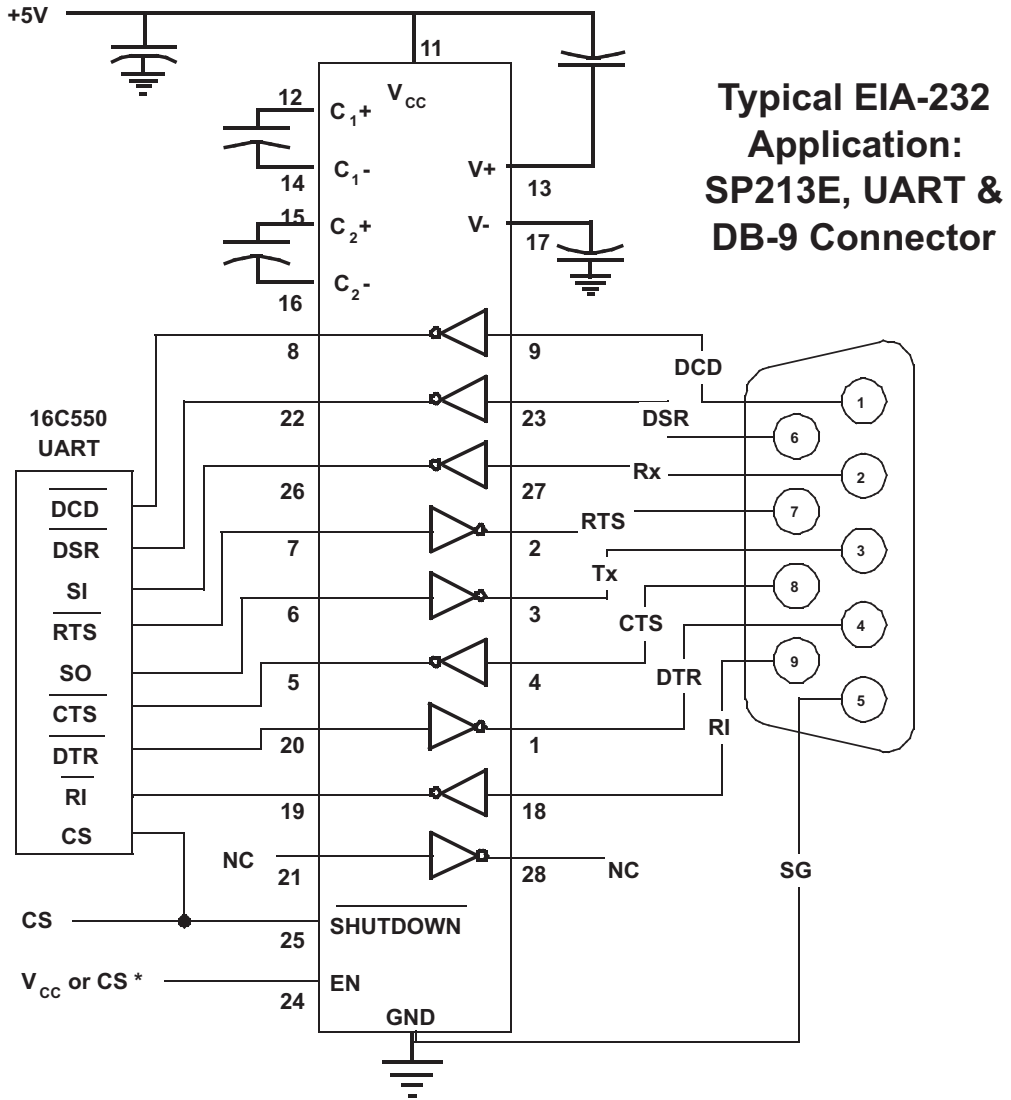 +5V
11
12
VCC
C1+
14
C1-
V+
13
15
C2+
V-
17
16
C2-
Typical EIA-232
Application:
SP213E, UART &
DB-9 Connector
8
9
DCD
1
22
23
DSR
6
16C550
UART
26
27
Rx
2
DCD
7
2
RTS
7
DSR
6
3
Tx
3
SI
5
4
CTS
8
RTS
20
1
DTR
4
SO
19
18
RI
9
CTS
5
DTR
RI
CS
NC
21
28
NC
SG
CS
25
SHUTDOWN
VCC or CS *
24
EN
GND